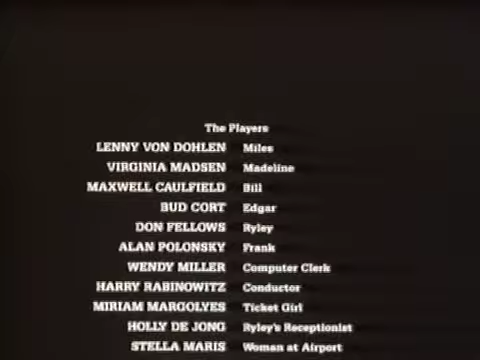 The Players
LENNY VON DOHLEN Miles
VIRGINIA MADSEN Madeline
MAXWELL CAULFIELD Bill
BUD CORT Edgar
DON FELLOWS Ryley
ALAN POLONSKY Frank
WENDY MILLER Computer Clerk
HARRY RABINOWITZ Conductor
MIRIAM MARGOLYES Ticket Girl
HOLLY DE JONG Ryley's Receptionist
STELLA MARIS Woman at Airport